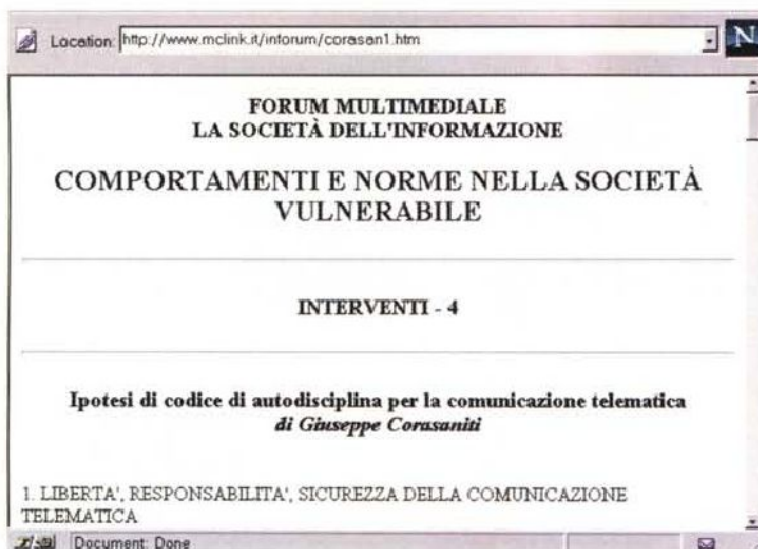 Location: http://www.mclink.it/inforum/corasan1.htm
N
FORUM MULTIMEDIALE
LA SOCIETÀ DELL'INFORMAZIONE
COMPORTAMENTI E NORME NELLA SOCIETÀ
VULNERABILE
INTERVENTI - 4
Ipotesi di codice di autodisciplina per la comunicazione telematica
di Giuseppe Corasaniti
1. LIBERTA', RESPONSABILITA', SICUREZZA DELLA COMUNICAZIONE
TELEMATICA
Document: Done